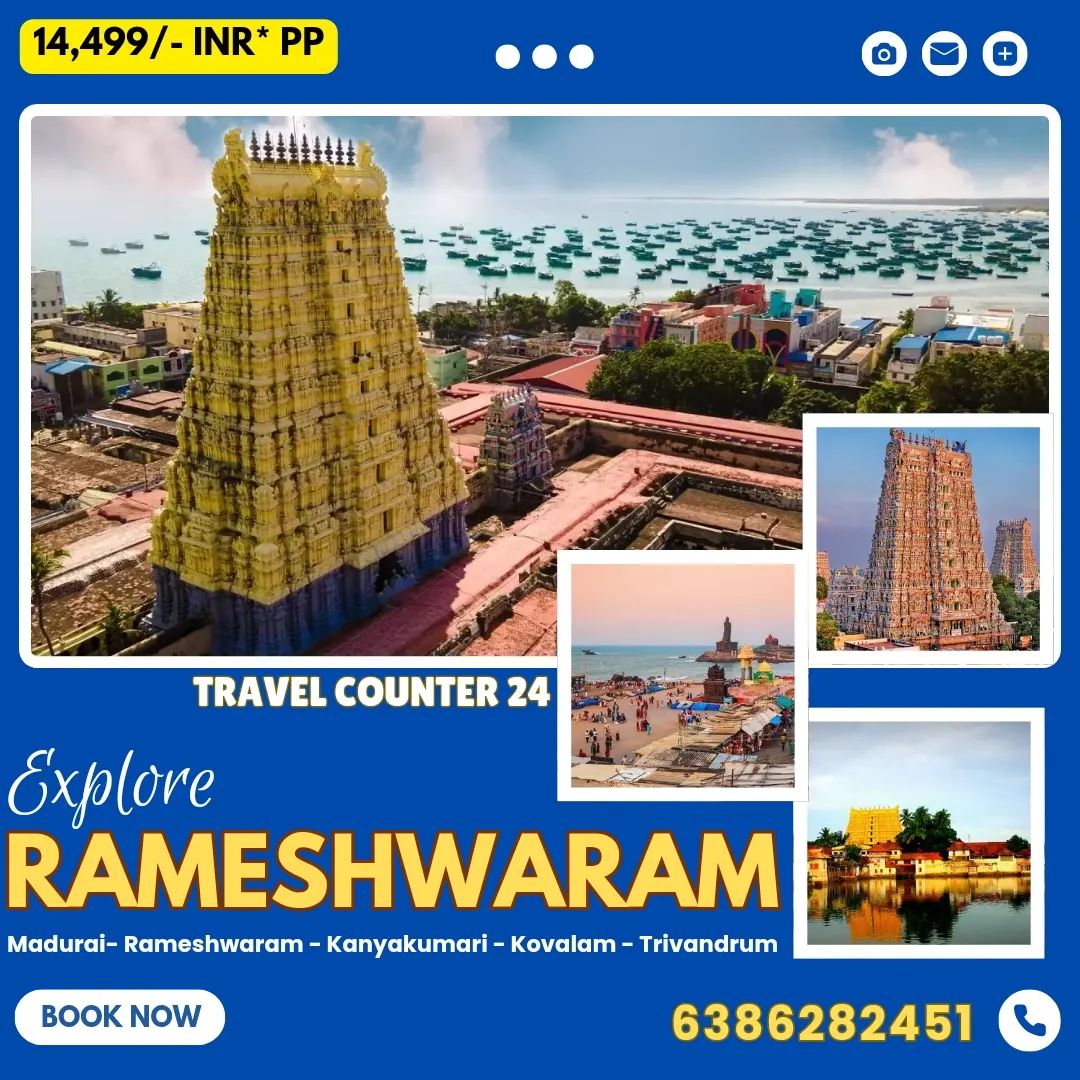 14,499/- INR* PP
TRAVEL COUNTER 24
Explore
RAMESHWARAM
Madurai- Rameshwaram - Kanyakumari - Kovalam - Trivandrum
BOOK NOW
6386282451